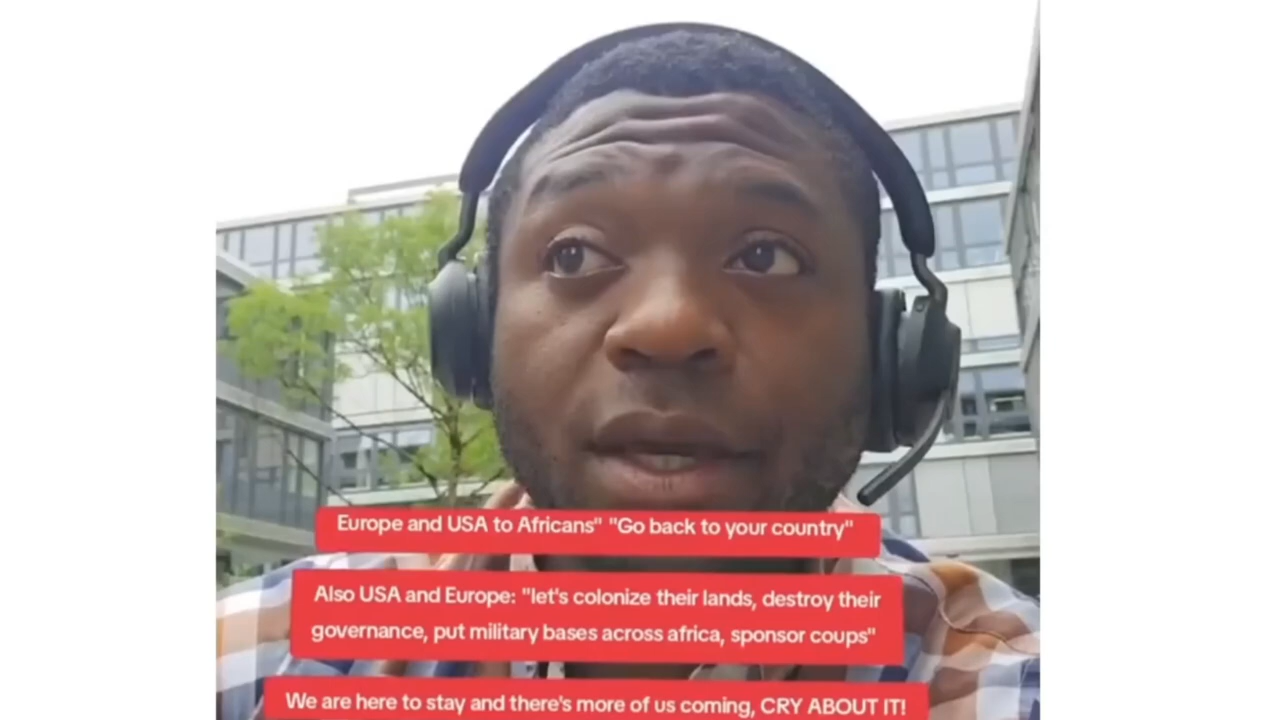 Europe and USA to Africans" "Go back to your country"
Also USA and Europe: "let's colonize their lands, destroy their
governance, put military bases across africa, sponsor coups"
We are here to stay and there's more of us coming, CRY ABOUT IT!